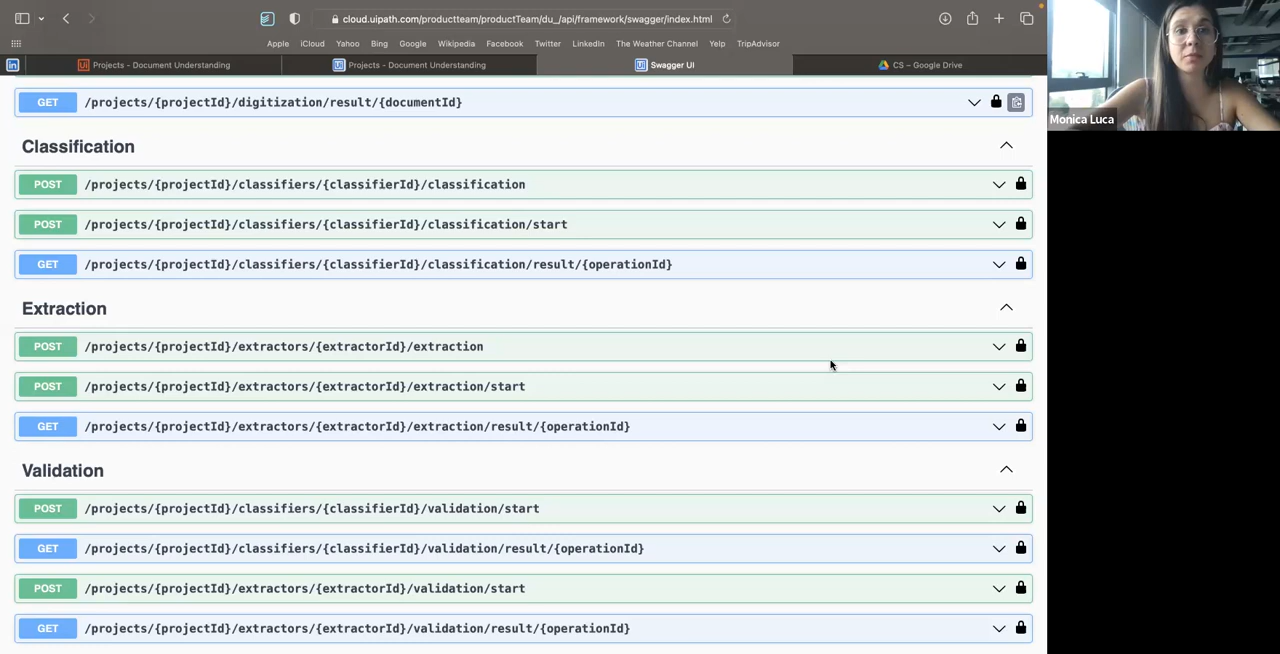 cloud.uipath.com/productteam/productTeam/du_/api/framework/swagger/index.html
Apple iCloud Yahoo Bing Google Wikipedia Facebook Twitter LinkedIn The Weather Channel Yelp TripAdvisor
in Ui Projects - Document Understanding Ui Projects - Document Understanding Ui Swagger UI CS – Google Drive
GET /projects/{projectId}/digitization/result/{documentId}
Monica Luca
Classification
POST /projects/{projectId}/classifiers/{classifierId}/classification
POST /projects/{projectId}/classifiers/{classifierId}/classification/start
GET /projects/{projectId}/classifiers/{classifierId}/classification/result/{operationId}
Extraction
POST /projects/{projectId}/extractors/{extractorId}/extraction
POST /projects/{projectId}/extractors/{extractorId}/extraction/start
GET /projects/{projectId}/extractors/{extractorId}/extraction/result/{operationId}
Validation
POST /projects/{projectId}/classifiers/{classifierId}/validation/start
GET /projects/{projectId}/classifiers/{classifierId}/validation/result/{operationId}
POST /projects/{projectId}/extractors/{extractorId}/validation/start
GET /projects/{projectId}/extractors/{extractorId}/validation/result/{operationId}